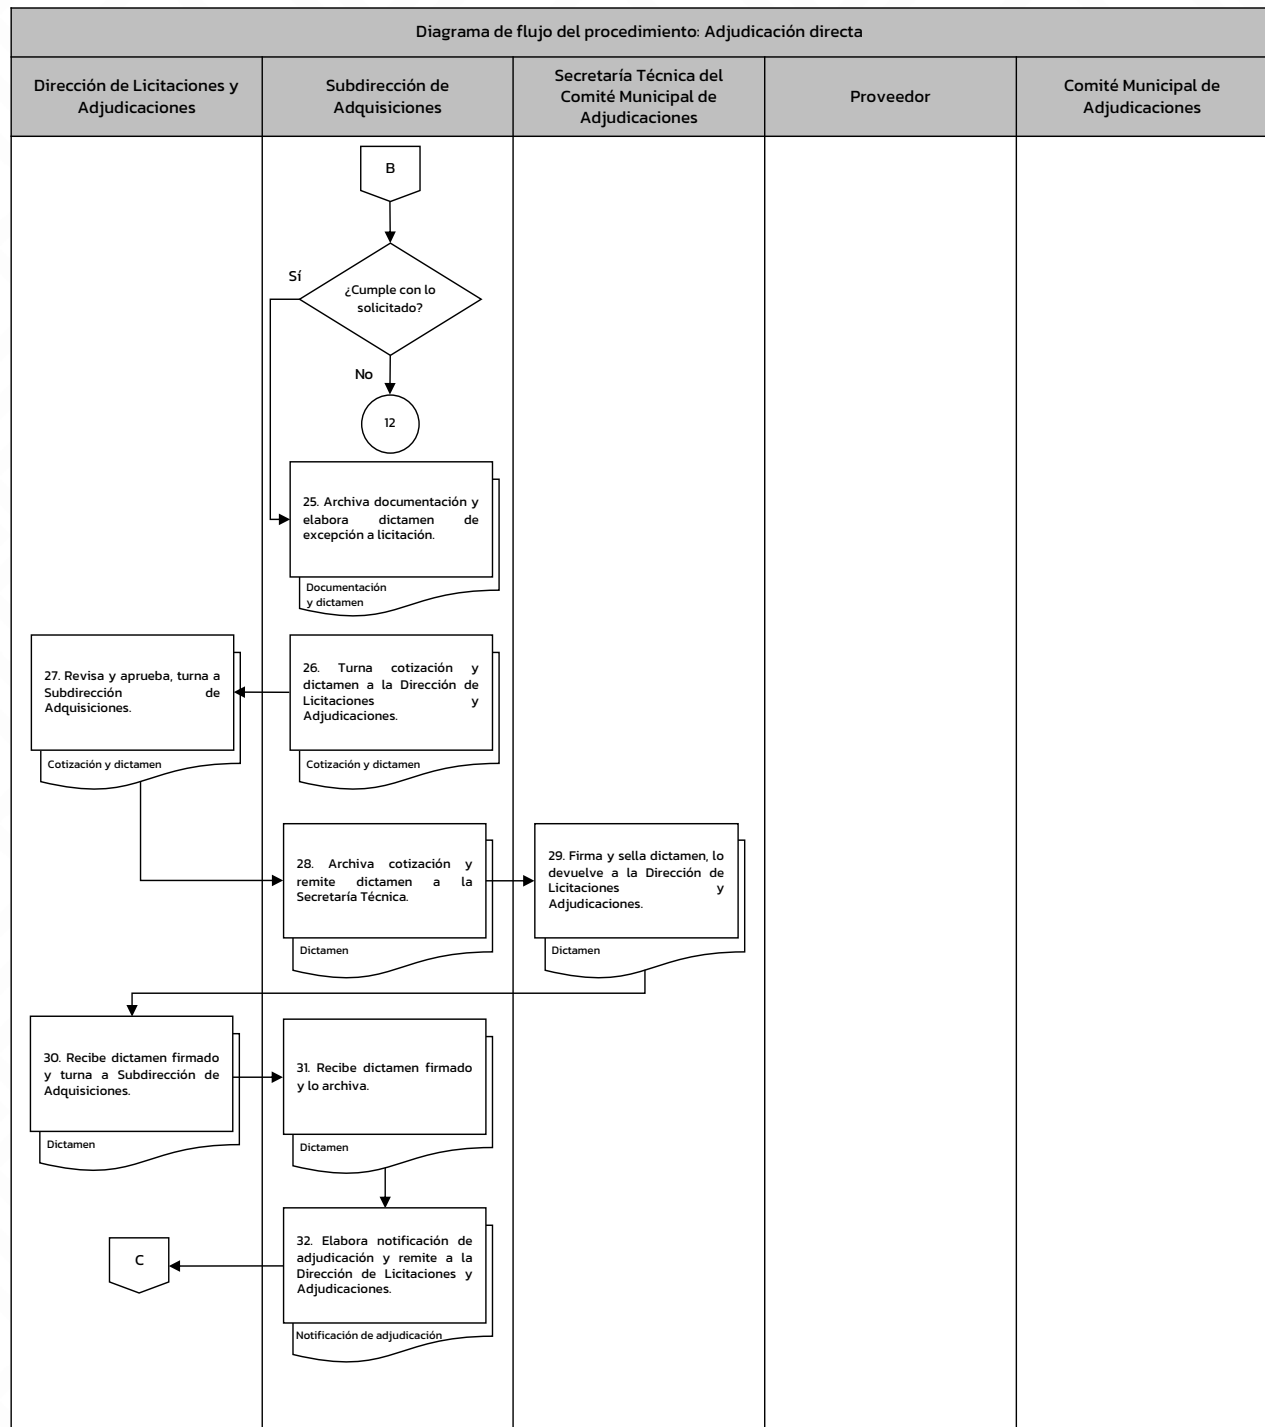 Diagrama de flujo del procedimiento: Adjudicación directa
Dirección de Licitaciones y
Adjudicaciones
Subdirección de
Adquisiciones
Secretaría Técnica del
Comité Municipal de
Adjudicaciones
Proveedor
Comité Municipal de
Adjudicaciones
B
Sí
¿Cumple con lo
solicitado?
No
12
25. Archiva documentación y
elabora dictamen de
excepción a licitación.
Documentación
y dictamen
26. Turna cotización y
dictamen a la Dirección de
Licitaciones y
Adjudicaciones.
Cotización y dictamen
27. Revisa y aprueba, turna a
Subdirección de
Adquisiciones.
Cotización y dictamen
28. Archiva cotización y
remite dictamen a la
Secretaría Técnica.
Dictamen
29. Firma y sella dictamen, lo
devuelve a la Dirección de
Licitaciones y
Adjudicaciones.
Dictamen
30. Recibe dictamen firmado
y turna a Subdirección de
Adquisiciones.
Dictamen
31. Recibe dictamen firmado
y lo archiva.
Dictamen
32. Elabora notificación de
adjudicación y remite a la
Dirección de Licitaciones y
Adjudicaciones.
Notificación de adjudicación
C